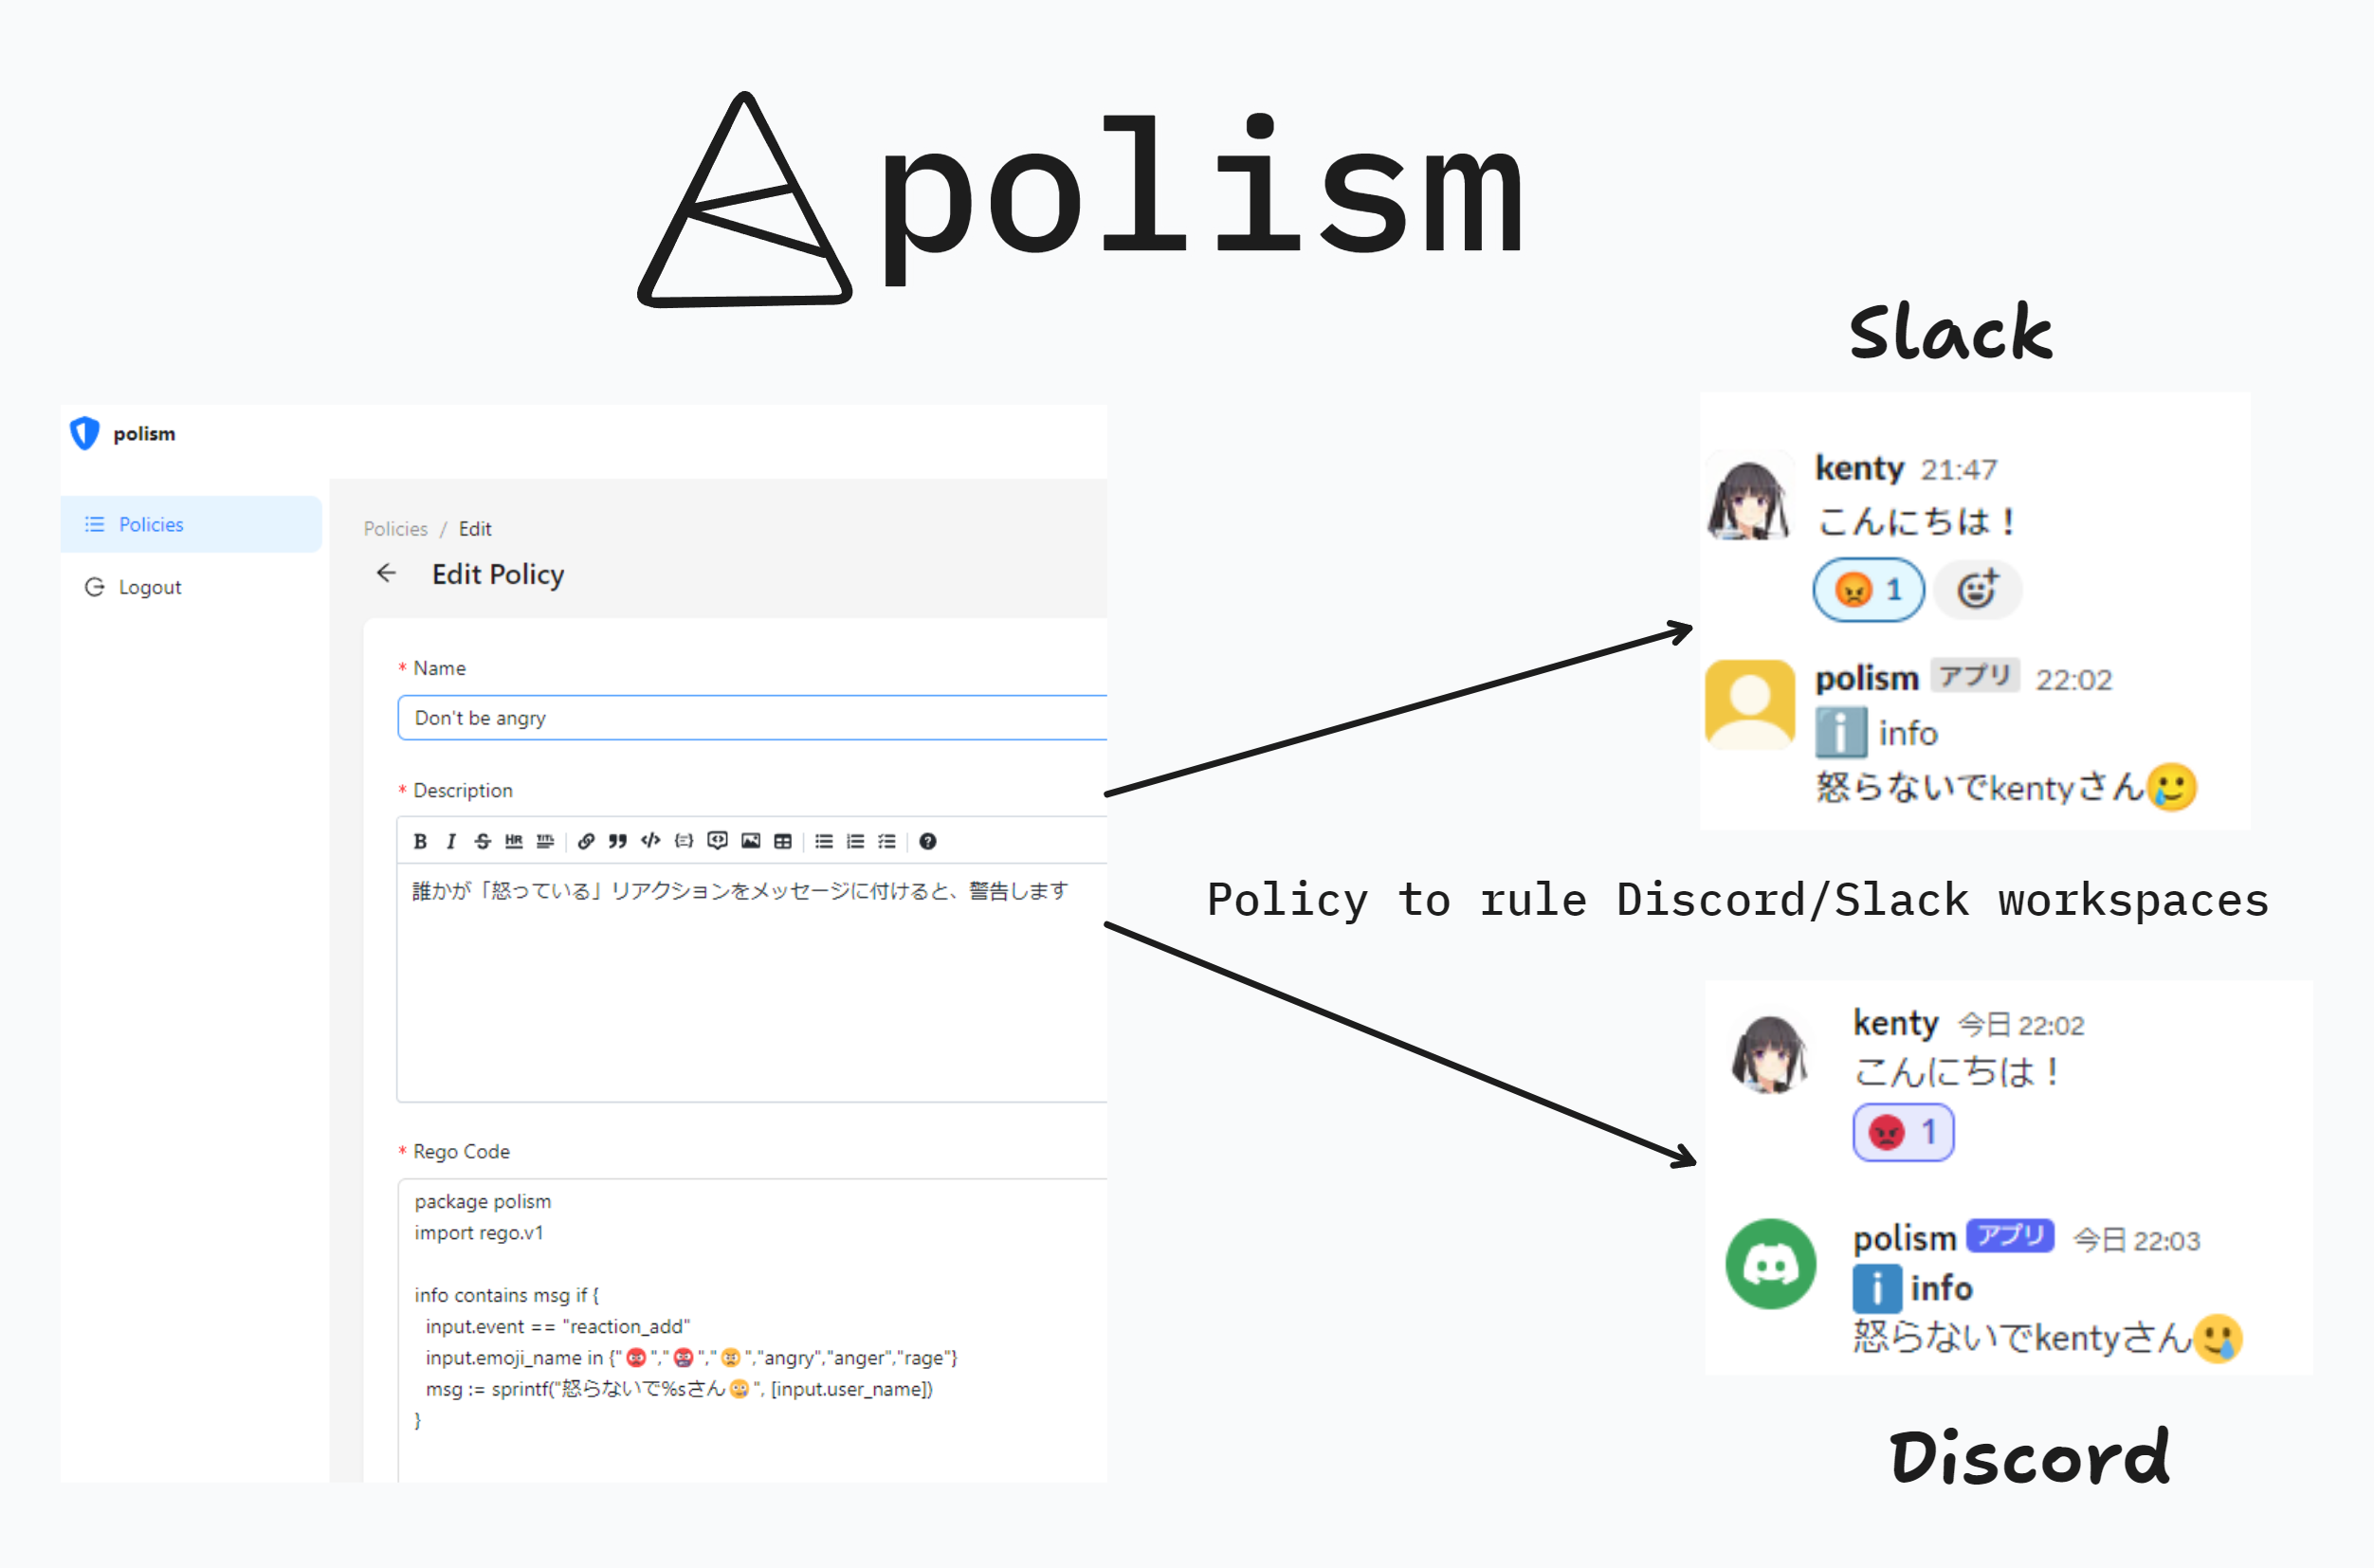 polism
Slack
polism
Policies
Logout
Policies / Edit
Edit Policy
* Name
Don't be angry
* Description
B I S HR TITL
誰かが「怒っている」リアクションをメッセージに付けると、警告します
* Rego Code
package polism
import rego.v1
info contains msg if {
input.event == "reaction_add"
input.emoji_name in {"😡","🤬","😠","angry","anger","rage"}
msg := sprintf("怒らないで%sさん🥲", [input.user_name])
}
kenty 21:47
こんにちは！
😡 1
polism アプリ 22:02
ℹ️ info
怒らないでkentyさん🥲
Policy to rule Discord/Slack workspaces
kenty 今日 22:02
こんにちは！
😡 1
polism アプリ 今日 22:03
ℹ️ info
怒らないでkentyさん🥲
Discord